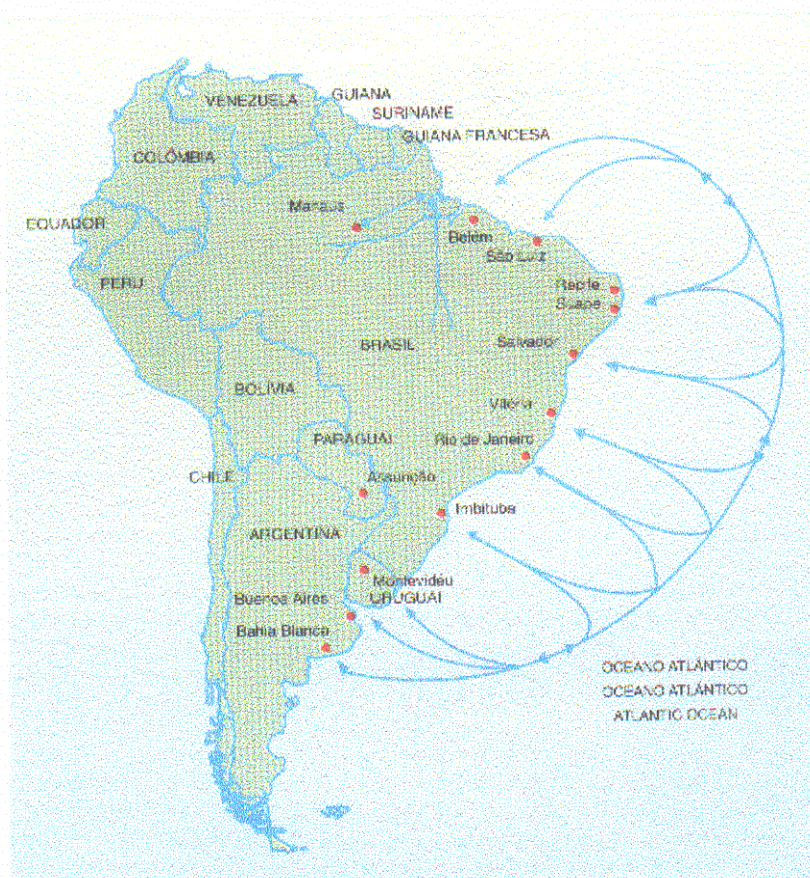 VENEZUELA
GUIANA
SURINAME
GUIANA FRANCESA
COLÔMBIA
EQUADOR
Manaus
Belém
São Luiz
PERU
Recife
Suape
BRASIL
Salvador
BOLÍVIA
Vitória
PARAGUAI
Rio de Janeiro
CHILE
Assunção
Imbituba
ARGENTINA
Montevidéu
Buenos Aires
URUGUAI
Bahia Blanca
OCEANO ATLÂNTICO
OCEANO ATLÁNTICO
ATLANTIC OCEAN